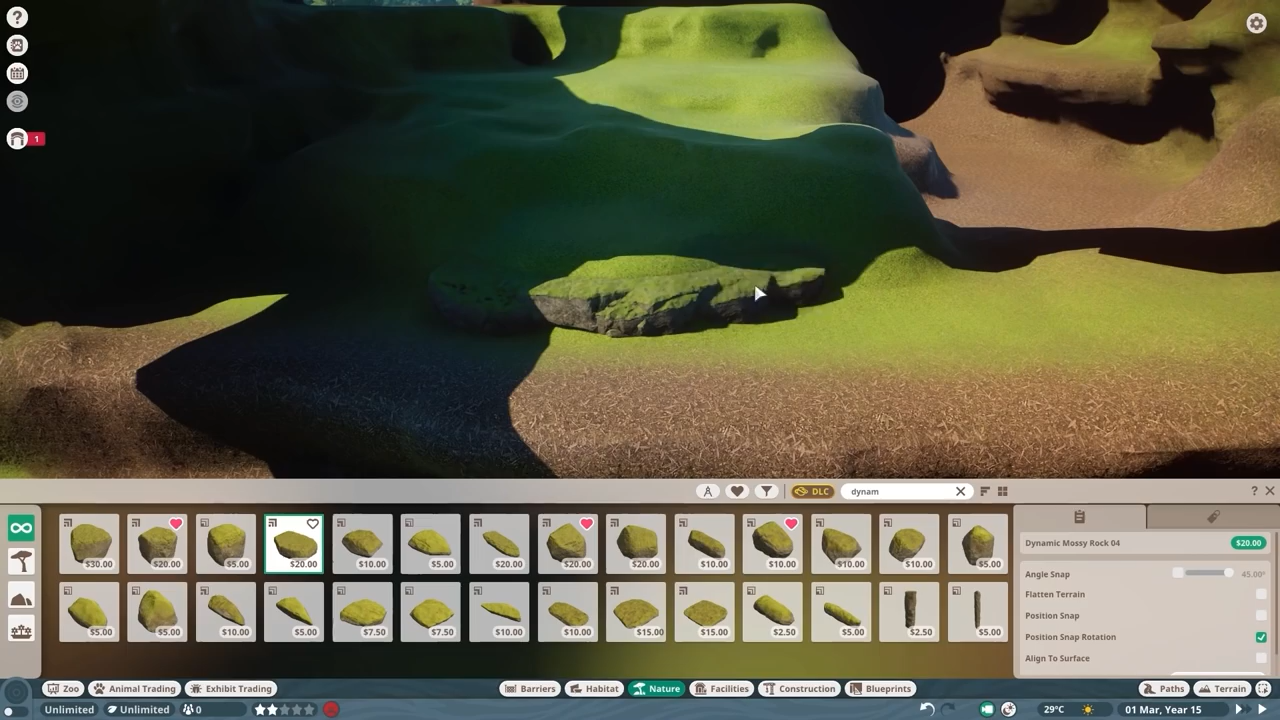 ?
1
DLC
dynam
?
$30.00
$20.00
$5.00
$20.00
$10.00
$5.00
$20.00
$20.00
$20.00
$10.00
$10.00
$10.00
$10.00
$5.00
$5.00
$5.00
$10.00
$5.00
$7.50
$7.50
$10.00
$10.00
$15.00
$15.00
$2.50
$5.00
$2.50
$5.00
Dynamic Mossy Rock 04
$20.00
Angle Snap
45.00°
Flatten Terrain
Position Snap
Position Snap Rotation
Align To Surface
Zoo
Animal Trading
Exhibit Trading
Barriers
Habitat
Nature
Facilities
Construction
Blueprints
Paths
Terrain
Unlimited
Unlimited
0
29°C
01 Mar, Year 15